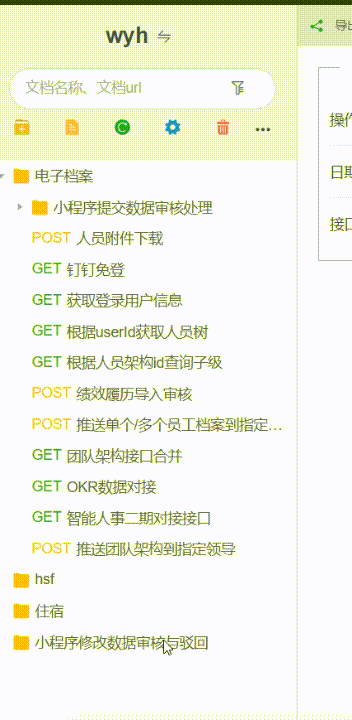 wyh
导出
文档名称、文档url
电子档案
小程序提交数据审核处理
POST 人员附件下载
GET 钉钉免登
GET 获取登录用户信息
GET 根据userId获取人员树
GET 根据人员架构id查询子级
POST 绩效履历导入审核
POST 推送单个/多个员工档案到指定...
GET 团队架构接口合并
GET OKR数据对接
GET 智能人事二期对接接口
POST 推送团队架构到指定领导
hsf
住宿
小程序修改数据审核与驳回
操作
日期
接口